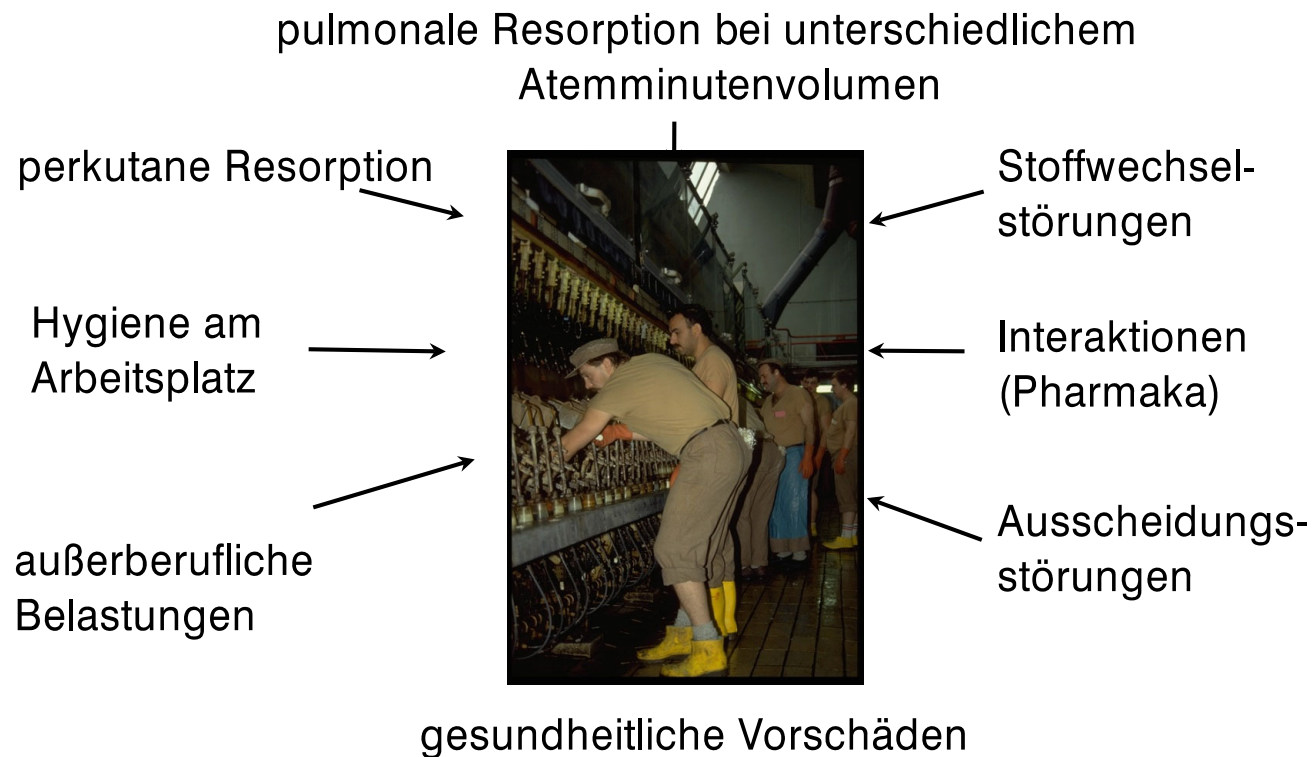 pulmonale Resorption bei unterschiedlichem
Atemminutenvolumen
perkutane Resorption
Hygiene am
Arbeitsplatz
außerberufliche
Belastungen
Stoffwechsel-
störungen
Interaktionen
(Pharmaka)
Ausscheidungs-
störungen
gesundheitliche Vorschäden